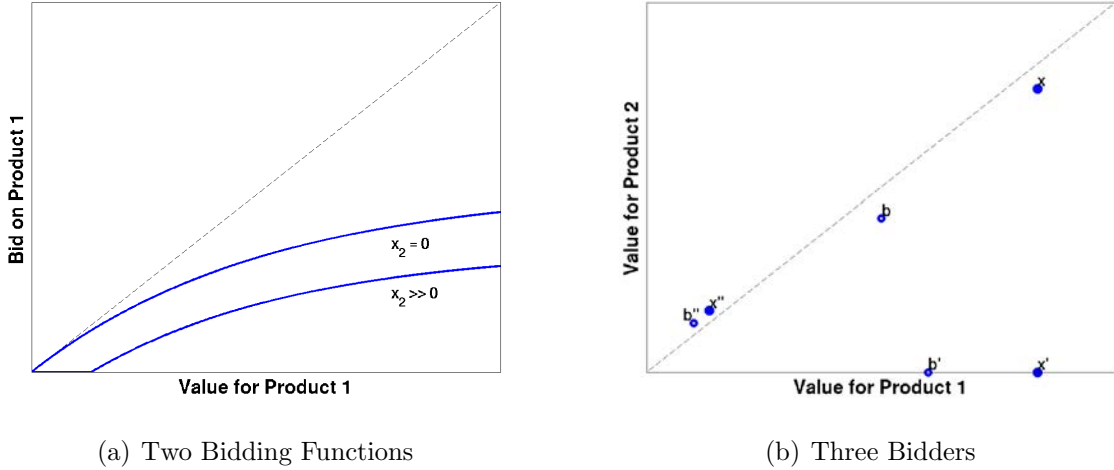 Bid on Product 1
x2 = 0
x2 >> 0
Value for Product 1
(a) Two Bidding Functions
Value for Product 2
x
b
x"
b"
b'
x'
Value for Product 1
(b) Three Bidders